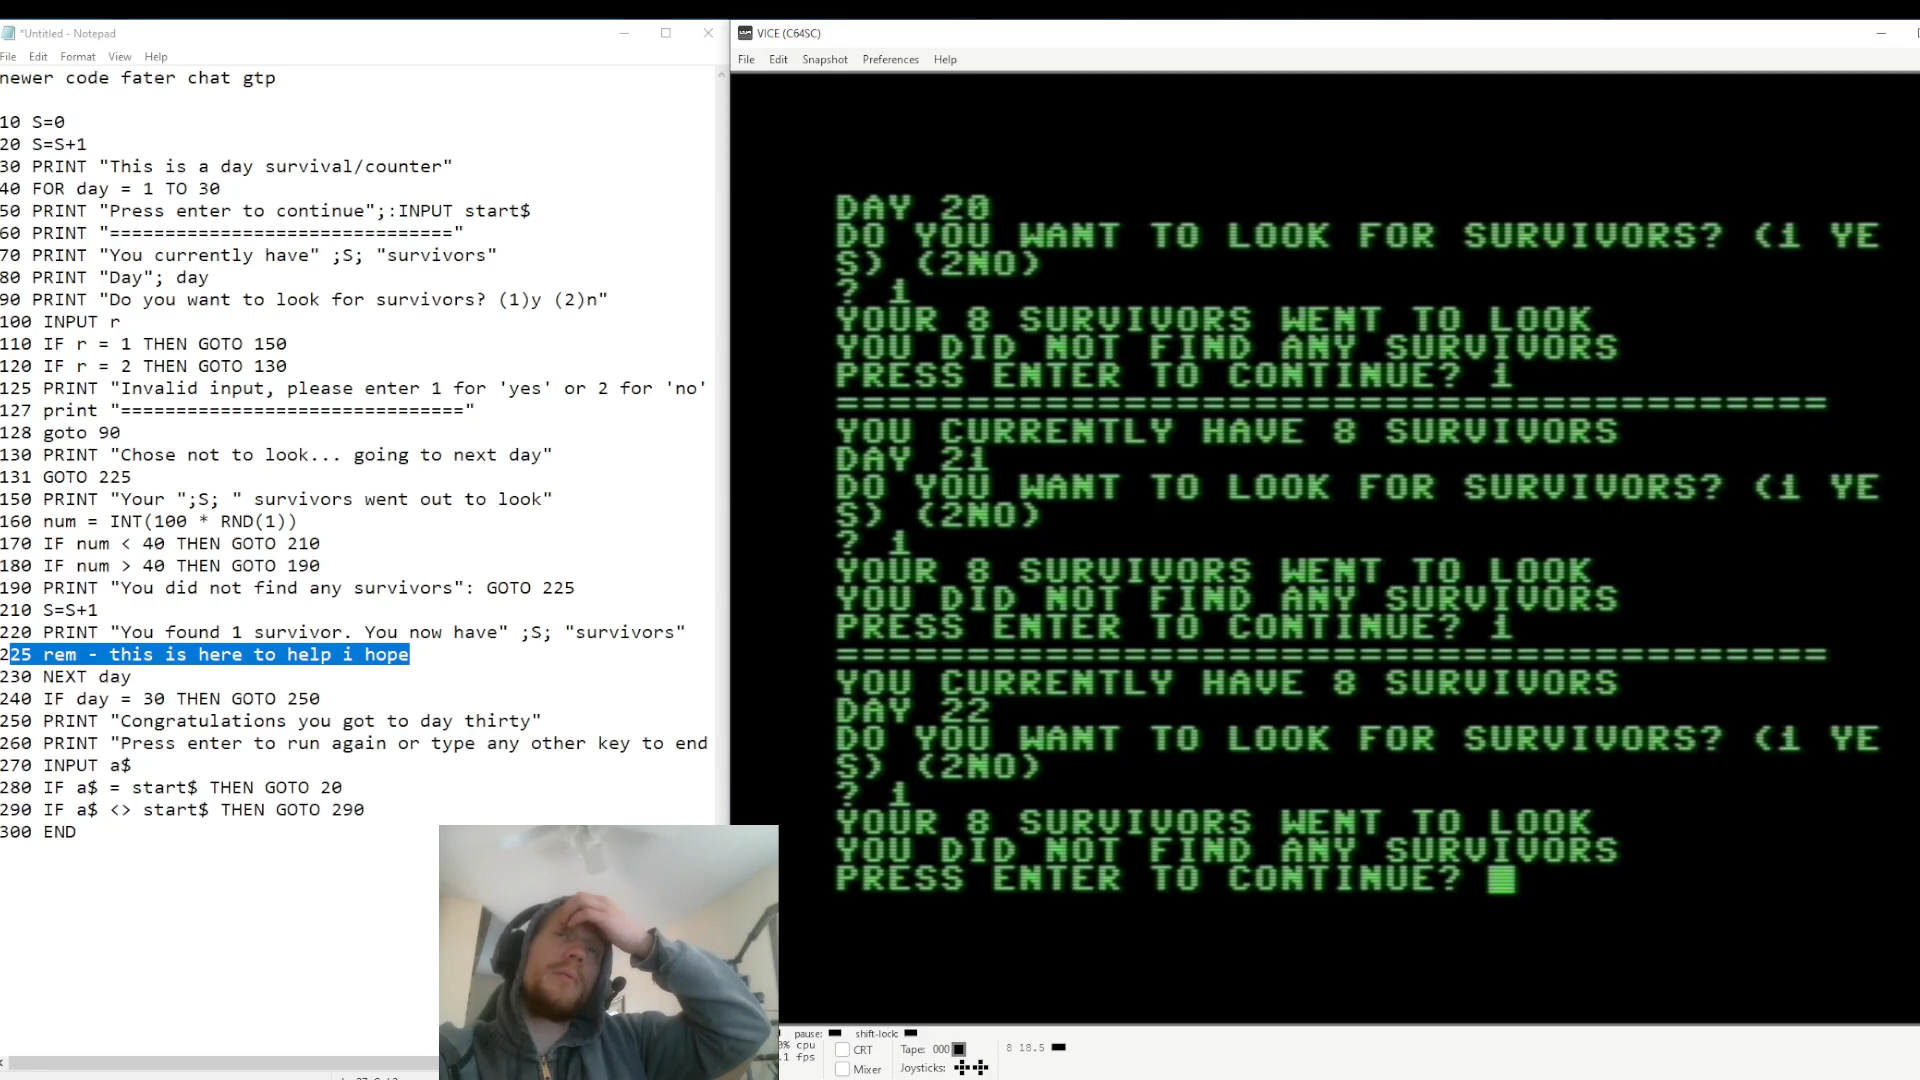 *Untitled - Notepad
File Edit Format View Help
newer code fater chat gtp
10 S=0
20 S=S+1
30 PRINT "This is a day survival/counter"
40 FOR day = 1 TO 30
50 PRINT "Press enter to continue";:INPUT start$
60 PRINT "==============================="
70 PRINT "You currently have" ;S; "survivors"
80 PRINT "Day"; day
90 PRINT "Do you want to look for survivors? (1)y (2)n"
100 INPUT r
110 IF r = 1 THEN GOTO 150
120 IF r = 2 THEN GOTO 130
125 PRINT "Invalid input, please enter 1 for 'yes' or 2 for 'no'
127 print "==============================="
128 goto 90
130 PRINT "Chose not to look... going to next day"
131 GOTO 225
150 PRINT "Your ";S; " survivors went out to look"
160 num = INT(100 * RND(1))
170 IF num < 40 THEN GOTO 210
180 IF num > 40 THEN GOTO 190
190 PRINT "You did not find any survivors": GOTO 225
210 S=S+1
220 PRINT "You found 1 survivor. You now have" ;S; "survivors"
225 rem - this is here to help i hope
230 NEXT day
240 IF day = 30 THEN GOTO 250
250 PRINT "Congratulations you got to day thirty"
260 PRINT "Press enter to run again or type any other key to end
270 INPUT a$
280 IF a$ = start$ THEN GOTO 20
290 IF a$ <> start$ THEN GOTO 290
300 END
VICE (C64SC)
File Edit Snapshot Preferences Help
DAY 20
DO YOU WANT TO LOOK FOR SURVIVORS? (1 YE
S) (2NO)
? 1
YOUR 8 SURVIVORS WENT TO LOOK
YOU DID NOT FIND ANY SURVIVORS
PRESS ENTER TO CONTINUE? 1
======================================
YOU CURRENTLY HAVE 8 SURVIVORS
DAY 21
DO YOU WANT TO LOOK FOR SURVIVORS? (1 YE
S) (2NO)
? 1
YOUR 8 SURVIVORS WENT TO LOOK
YOU DID NOT FIND ANY SURVIVORS
PRESS ENTER TO CONTINUE? 1
======================================
YOU CURRENTLY HAVE 8 SURVIVORS
DAY 22
DO YOU WANT TO LOOK FOR SURVIVORS? (1 YE
S) (2NO)
? 1
YOUR 8 SURVIVORS WENT TO LOOK
YOU DID NOT FIND ANY SURVIVORS
PRESS ENTER TO CONTINUE?
pause: shift-lock:
% cpu CRT Tape: 000 8 18.5
fps Mixer Joysticks: